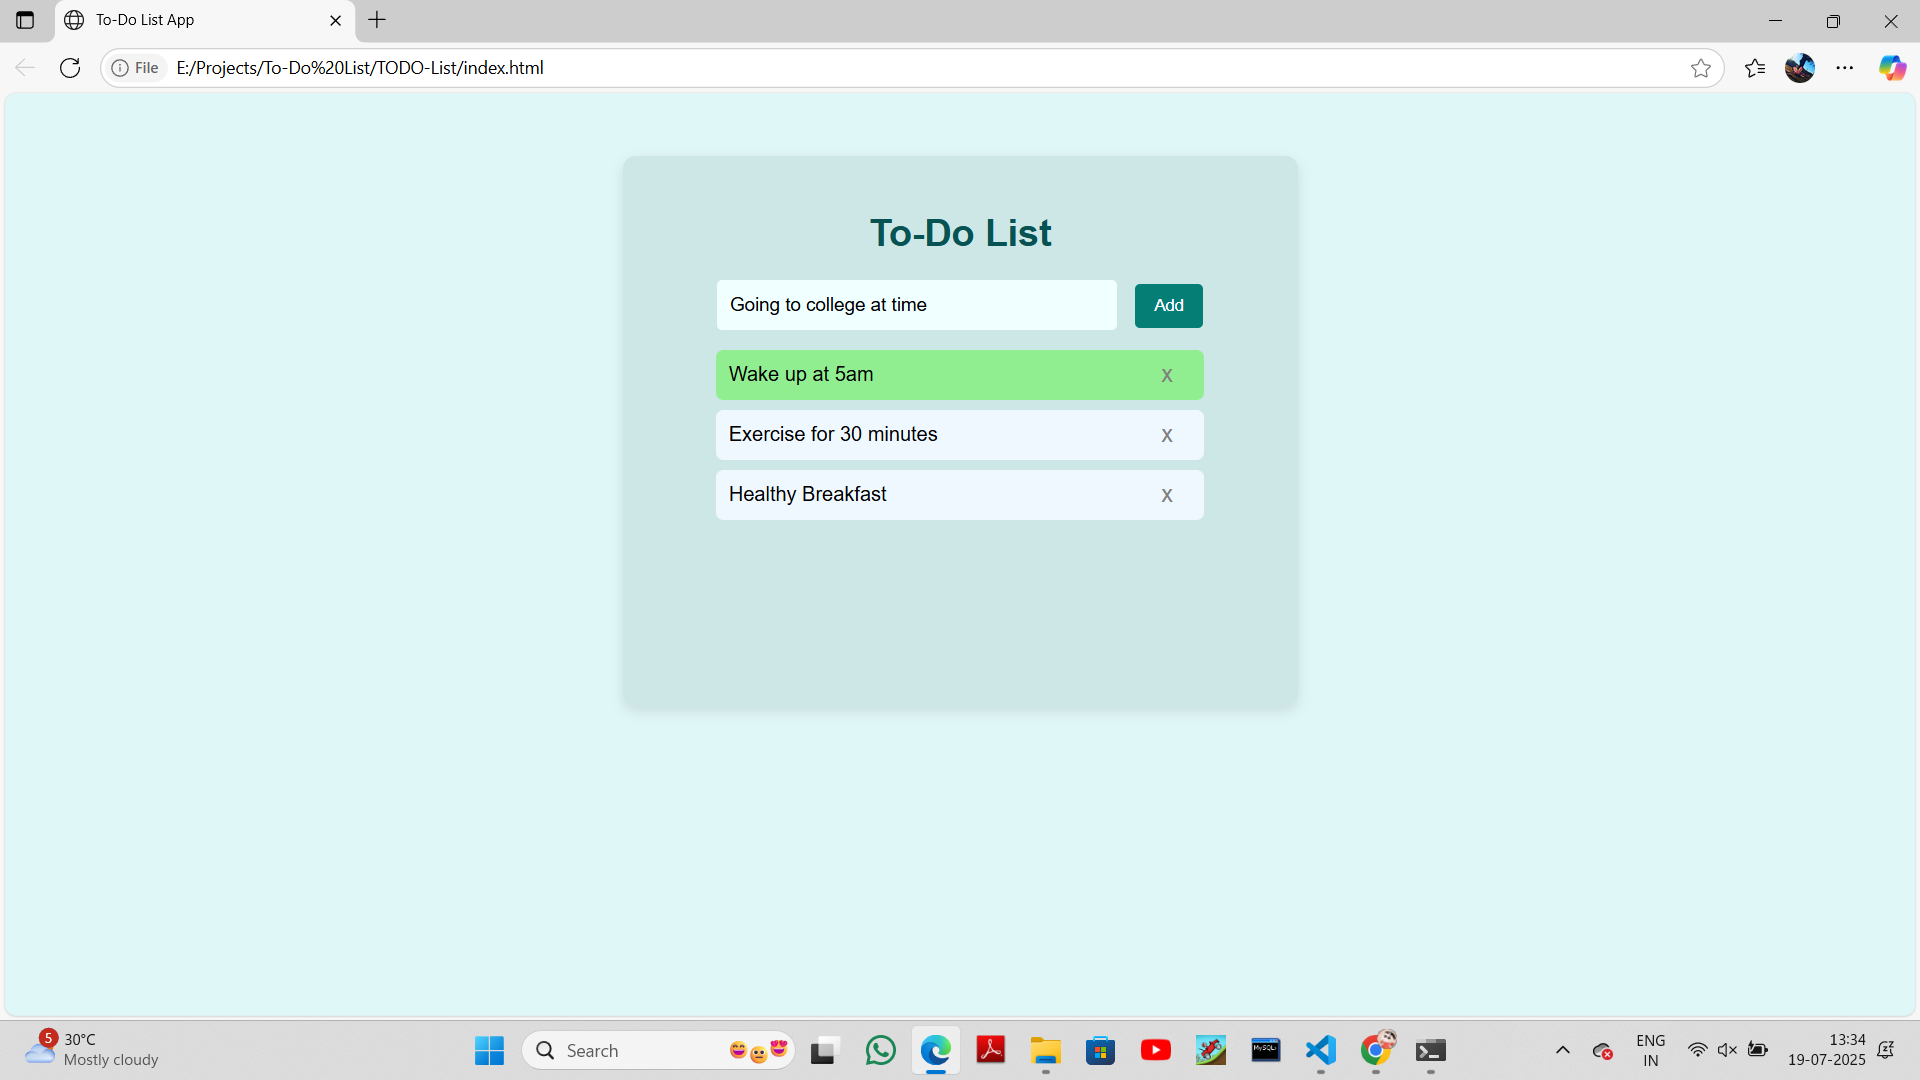 To-Do List App
File
E:/Projects/To-Do%20List/TODO-List/index.html
To-Do List
Going to college at time
Add
Wake up at 5am
X
Exercise for 30 minutes
X
Healthy Breakfast
X
5
30°C
Mostly cloudy
Search
MySQL
ENG
IN
13:34
19-07-2025